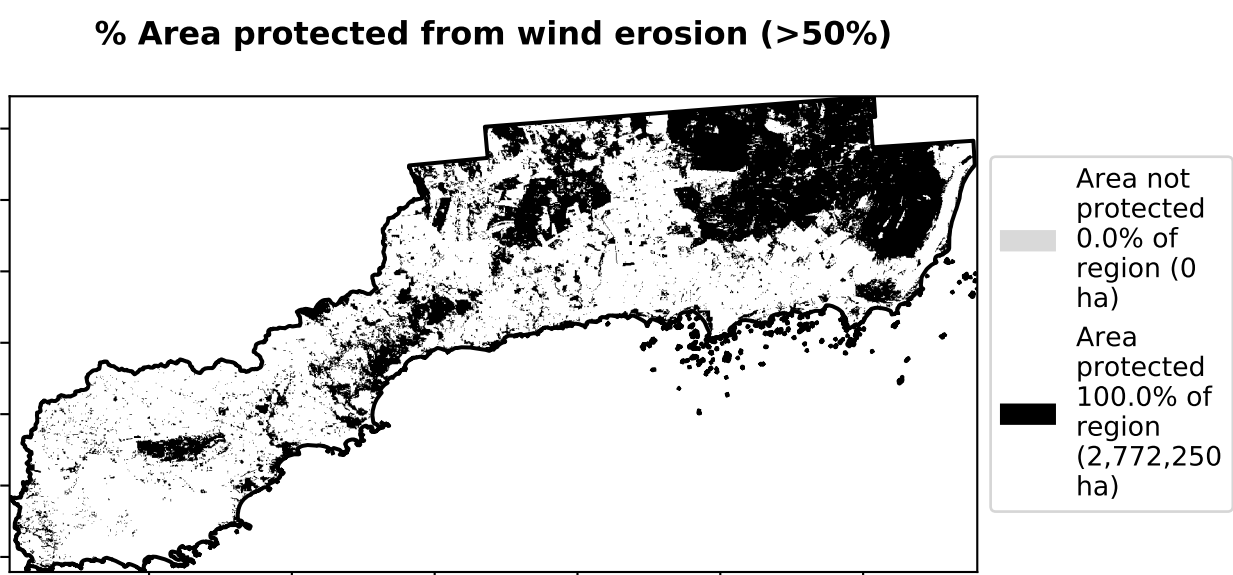 % Area protected from wind erosion (>50%)
Area not
protected
0.0% of
region (0
ha)
Area
protected
100.0% of
region
(2,772,250
ha)